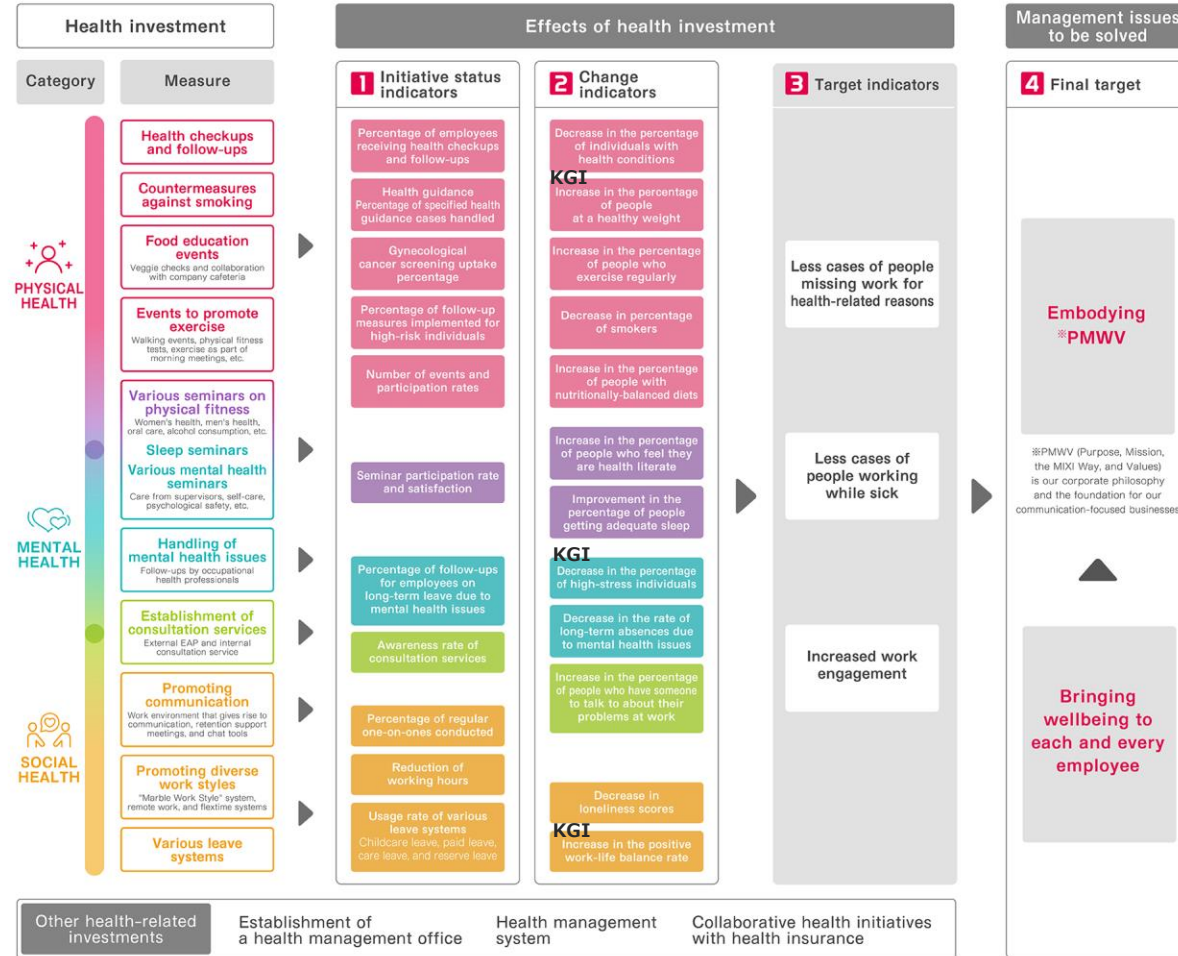 Health investment
Effects of health investment
Management issues
to be solved
Category
Measure
1 Initiative status
indicators
2 Change
indicators
3 Target indicators
4 Final target
PHYSICAL
HEALTH
MENTAL
HEALTH
SOCIAL
HEALTH
Health checkups
and follow-ups
Countermeasures
against smoking
Food education
events
Veggie checks and collaboration
with company cafeteria
Events to promote
exercise
Walking events, physical fitness
tests, exercise as part of
morning meetings, etc.
Various seminars on
physical fitness
Women's health, men's health,
oral care, alcohol consumption, etc.
Sleep seminars
Various mental health
seminars
Care from supervisors, self-care,
psychological safety, etc.
Handling of
mental health issues
Follow-ups by occupational
health professionals
Establishment of
consultation services
External EAP and internal
consultation service
Promoting
communication
Work environment that gives rise to
communication, retention support
meetings, and chat tools
Promoting diverse
work styles
"Marble Work Style" system,
remote work, and flextime systems
Various leave
systems
Percentage of employees
receiving health checkups
and follow-ups
Health guidance
Percentage of specified health
guidance cases handled
Gynecological
cancer screening uptake
percentage
Percentage of follow-up
measures implemented for
high-risk individuals
Number of events and
participation rates
Seminar participation rate
and satisfaction
Percentage of follow-ups
for employees on
long-term leave due to
mental health issues
Awareness rate of
consultation services
Percentage of regular
one-on-ones conducted
Reduction of
working hours
Usage rate of various
leave systems
Childcare leave, paid leave,
care leave, and reserve leave
Decrease in the percentage
of individuals with
health conditions
KGI
Increase in the percentage
of people
at a healthy weight
Increase in the percentage
of people who
exercise regularly
Decrease in percentage
of smokers
Increase in the percentage
of people with
nutritionally-balanced diets
Increase in the percentage
of people who feel they
are health literate
Improvement in the
percentage of people
getting adequate sleep
KGI
Decrease in the percentage
of high-stress individuals
Decrease in the rate of
long-term absences due
to mental health issues
Increase in the percentage
of people who have someone
to talk to about their
problems at work
Decrease in
loneliness scores
KGI
Increase in the positive
work-life balance rate
Less cases of people
missing work for
health-related reasons
Less cases of
people working
while sick
Increased work
engagement
Embodying
※PMWV
※PMWV (Purpose, Mission,
the MIXI Way, and Values)
is our corporate philosophy
and the foundation for our
communication-focused businesses
Bringing
wellbeing to
each and every
employee
Other health-related
investments
Establishment of
a health management office
Health management
system
Collaborative health initiatives
with health insurance